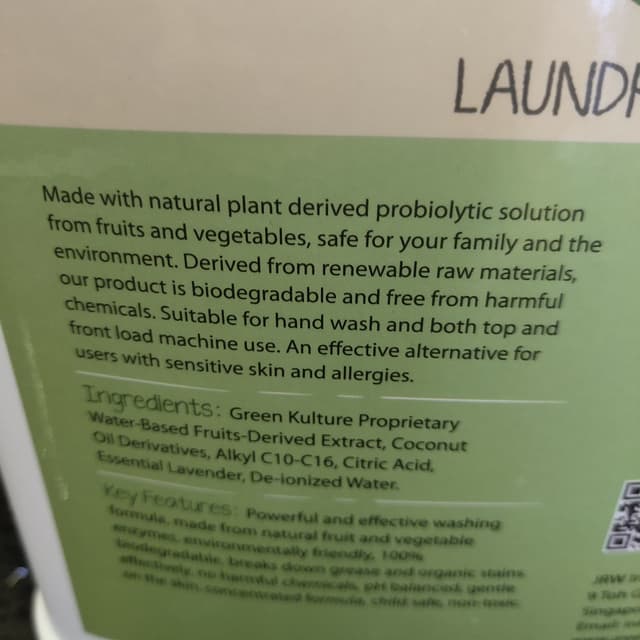 LAUNDR
Made with natural plant derived probiolytic solution
from fruits and vegetables, safe for your family and the
environment. Derived from renewable raw materials,
our product is biodegradable and free from harmful
chemicals. Suitable for hand wash and both top and
front load machine use. An effective alternative for
users with sensitive skin and allergies.
Ingredients: Green Kulture Proprietary
Water-Based Fruits-Derived Extract, Coconut
Oil Derivatives, Alkyl C10-C16, Citric Acid,
Essential Lavender, De-ionized Water.
Key Features: Powerful and effective washing
formula, made from natural fruit and vegetable
enzymes, environmentally friendly, 100%
biodegradable, breaks down grease and organic stains
effectively, no harmful chemicals, pH balanced, gentle
on the skin, concentrated formula, child safe, non-toxic.
JRW
9 Toh
Singap
Email: